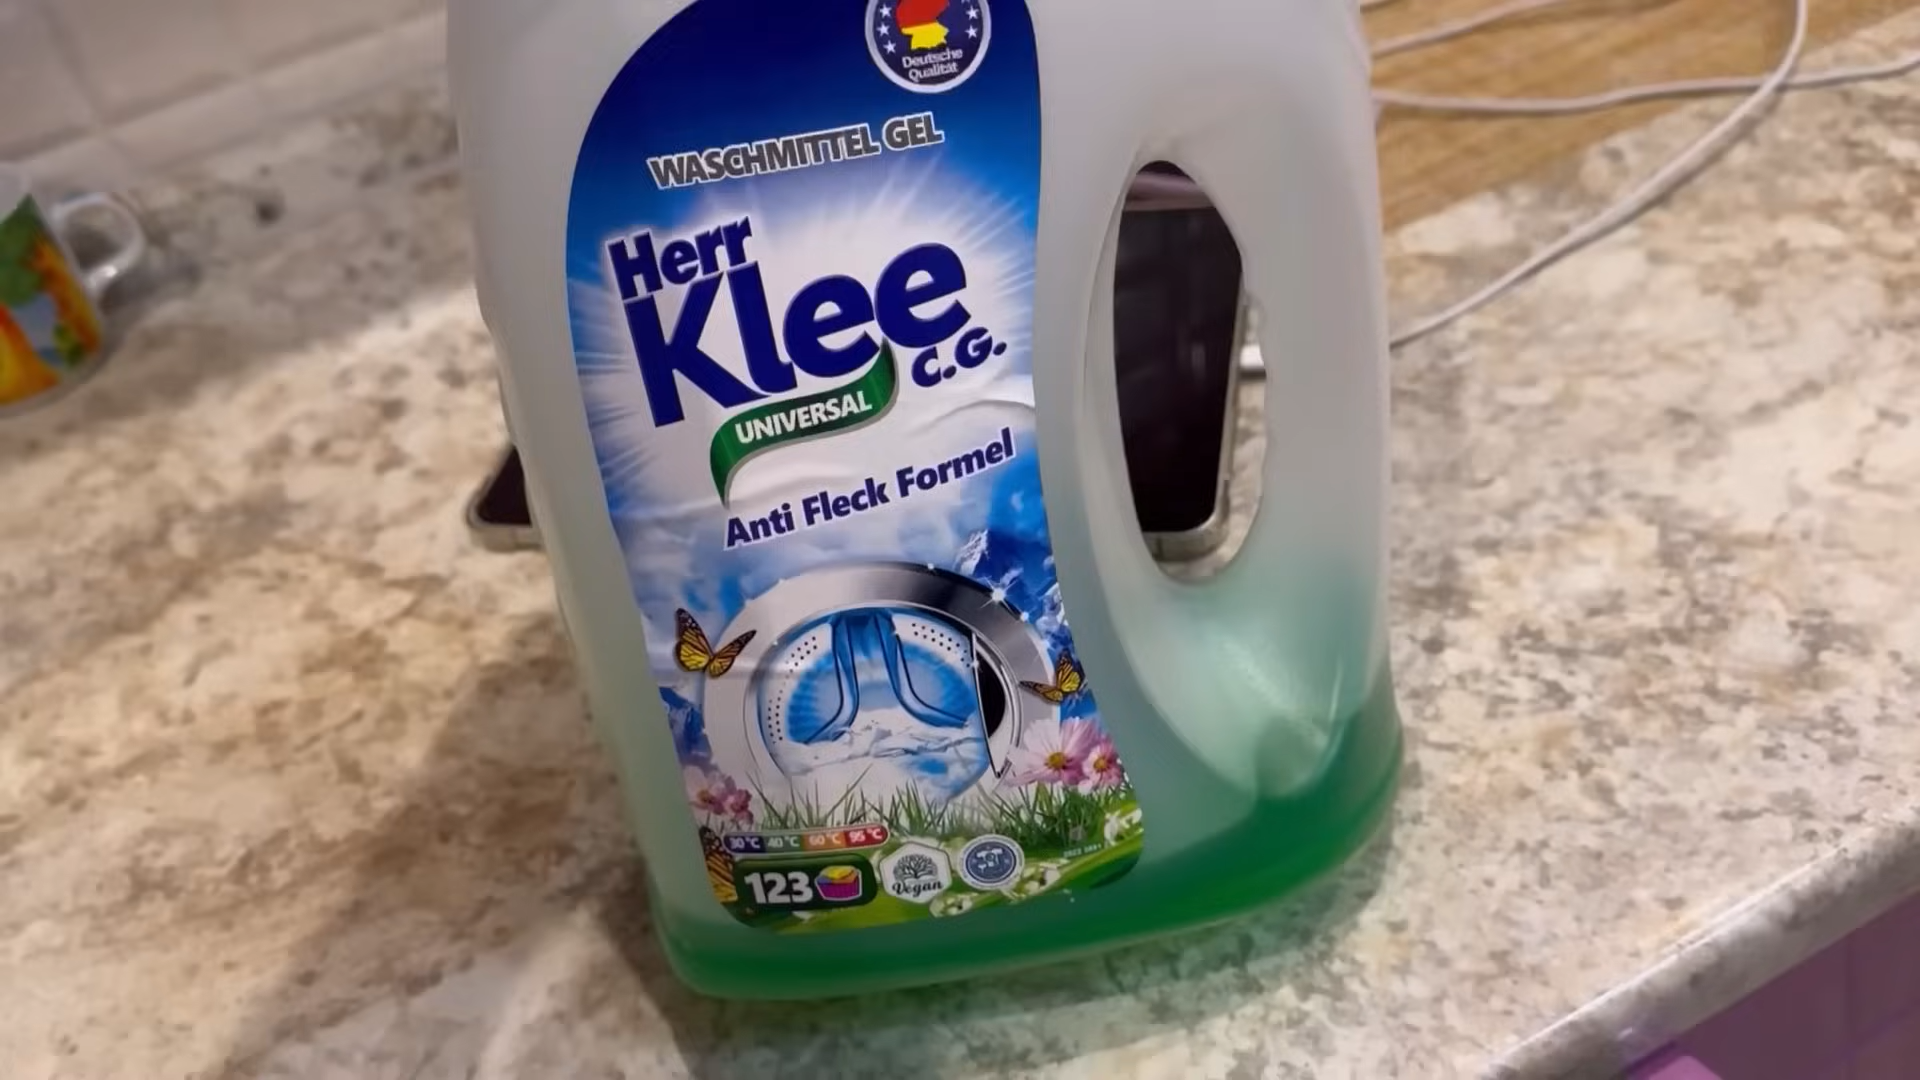 Deutsche
Qualität
WASCHMITTEL GEL
Herr
Klee
C.G.
UNIVERSAL
Anti Fleck Formel
30°C 40°C 60°C 95°C
123
Vegan